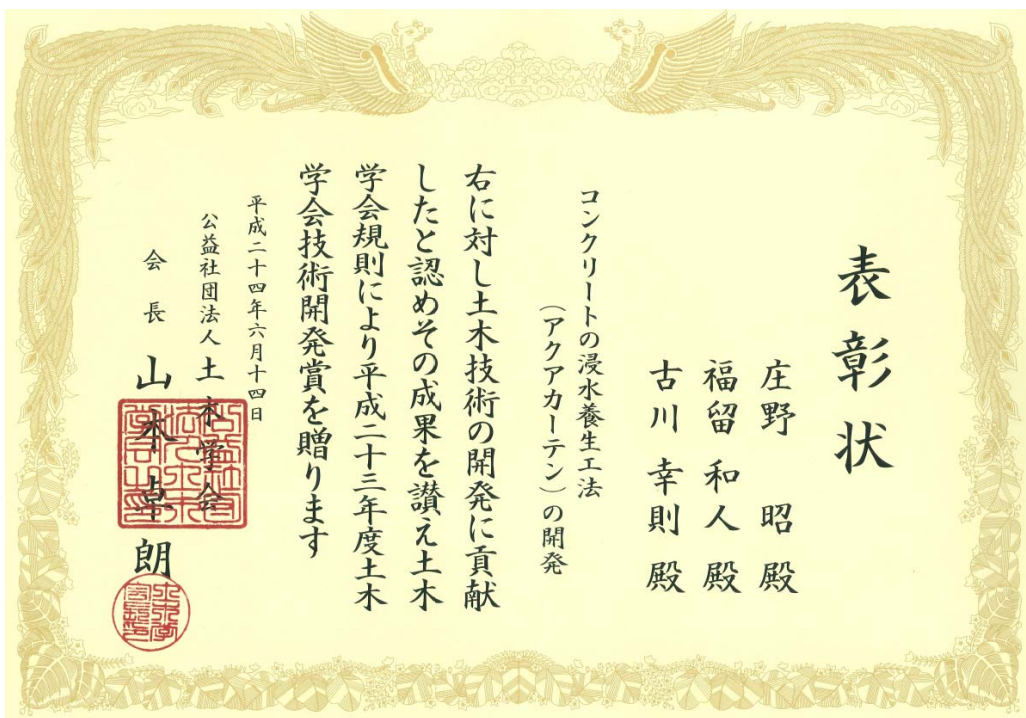 表彰状
庄野 昭 殿
福留 和人 殿
古川 幸則 殿
コンクリートの浸水養生工法
（アクアカーテン）の開発
右に対し土木技術の開発に貢献
したと認めその成果を讃え土木
学会規則により平成二十三年度土木
学会技術開発賞を贈ります
平成二十四年六月十四日
公益社団法人 土木学会
会長 山本卓朗